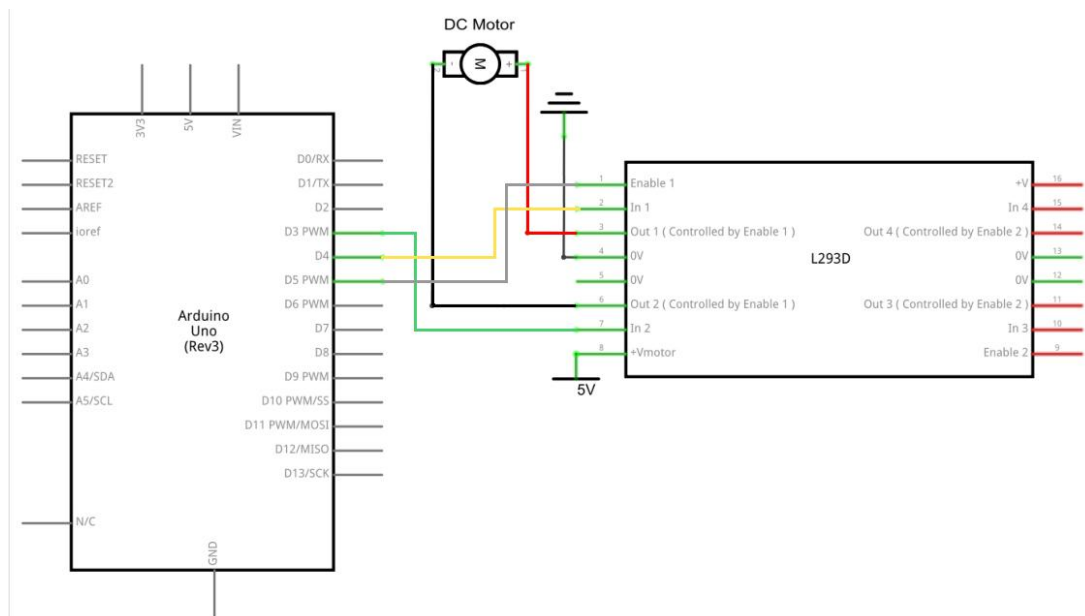 DC Motor
- M +
3V3
5V
VIN
RESET
RESET2
AREF
ioref
A0
A1
A2
A3
A4/SDA
A5/SCL
N/C
Arduino
Uno
(Rev3)
D0/RX
D1/TX
D2
D3 PWM
D4
D5 PWM
D6 PWM
D7
D8
D9 PWM
D10 PWM/SS
D11 PWM/MOSI
D12/MISO
D13/SCK
GND
1 Enable 1
2 In 1
3 Out 1 ( Controlled by Enable 1 )
4 0V
5 0V
6 Out 2 ( Controlled by Enable 1 )
7 In 2
8 +Vmotor
5V
L293D
+V 16
In 4 15
Out 4 ( Controlled by Enable 2 ) 14
0V 13
0V 12
Out 3 ( Controlled by Enable 2 ) 11
In 3 10
Enable 2 9